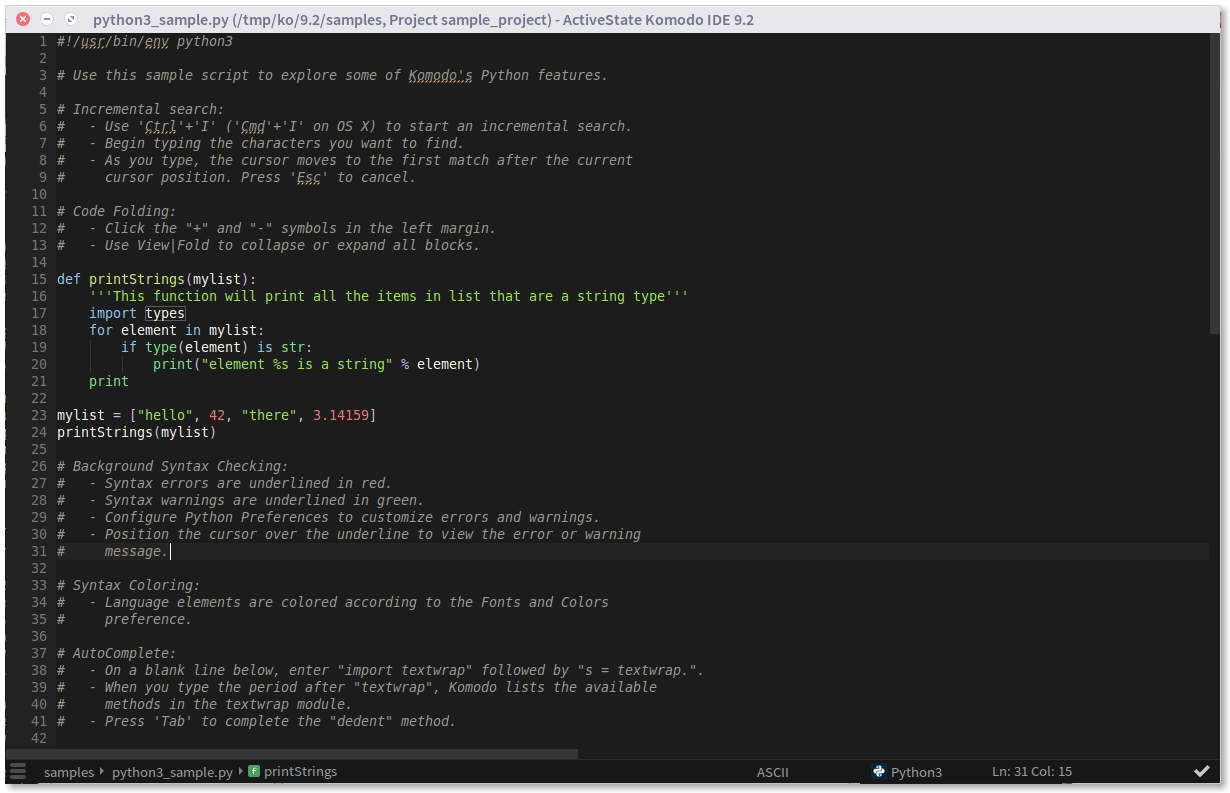 python3_sample.py (/tmp/ko/9.2/samples, Project sample_project) - ActiveState Komodo IDE 9.2
1 #!/usr/bin/env python3
2
3 # Use this sample script to explore some of Komodo's Python features.
4
5 # Incremental search:
6 #   - Use 'Ctrl'+'I' ('Cmd'+'I' on OS X) to start an incremental search.
7 #   - Begin typing the characters you want to find.
8 #   - As you type, the cursor moves to the first match after the current
9 #     cursor position. Press 'Esc' to cancel.
10
11 # Code Folding:
12 #   - Click the "+" and "-" symbols in the left margin.
13 #   - Use View|Fold to collapse or expand all blocks.
14
15 def printStrings(mylist):
16     '''This function will print all the items in list that are a string type'''
17     import types
18     for element in mylist:
19         if type(element) is str:
20             print("element %s is a string" % element)
21     print
22
23 mylist = ["hello", 42, "there", 3.14159]
24 printStrings(mylist)
25
26 # Background Syntax Checking:
27 #   - Syntax errors are underlined in red.
28 #   - Syntax warnings are underlined in green.
29 #   - Configure Python Preferences to customize errors and warnings.
30 #   - Position the cursor over the underline to view the error or warning
31 #     message.
32
33 # Syntax Coloring:
34 #   - Language elements are colored according to the Fonts and Colors
35 #     preference.
36
37 # AutoComplete:
38 #   - On a blank line below, enter "import textwrap" followed by "s = textwrap.".
39 #   - When you type the period after "textwrap", Komodo lists the available
40 #     methods in the textwrap module.
41 #   - Press 'Tab' to complete the "dedent" method.
42
samples python3_sample.py f printStrings ASCII Python3 Ln: 31 Col: 15